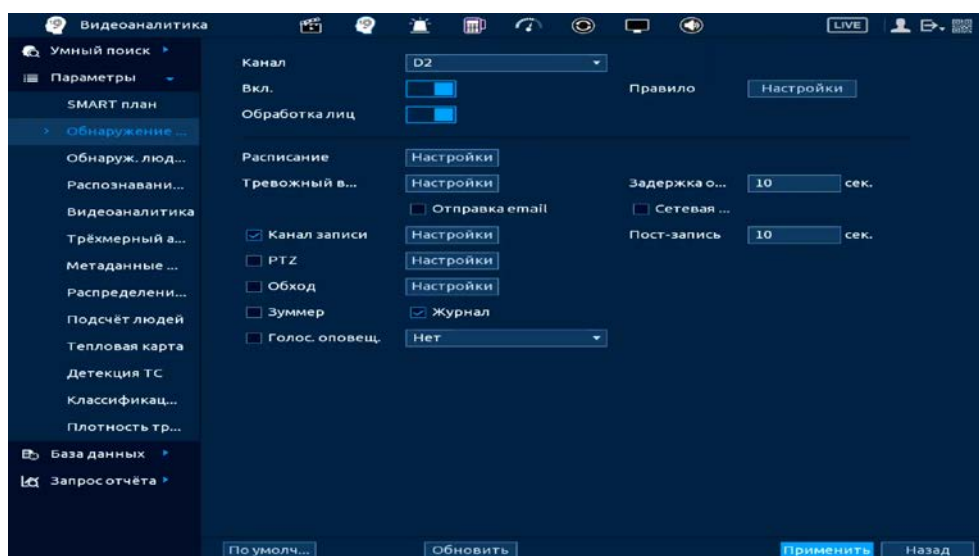 Видеоаналитика
LIVE
Умный поиск
Параметры
SMART план
Обнаружение ...
Обнаруж. люд...
Распознавани...
Видеоаналитика
Трёхмерный а...
Метаданные ...
Распределени...
Подсчёт людей
Тепловая карта
Детекция ТС
Классификац...
Плотность тр...
База данных
Запрос отчёта
Канал D2
Вкл. Правило Настройки
Обработка лиц
Расписание Настройки
Тревожный в... Настройки Задержка о... 10 сек.
Отправка email Сетевая ...
Канал записи Настройки Пост-запись 10 сек.
PTZ Настройки
Обход Настройки
Зуммер Журнал
Голос. оповещ. Нет
По умолч... Обновить Применить Назад